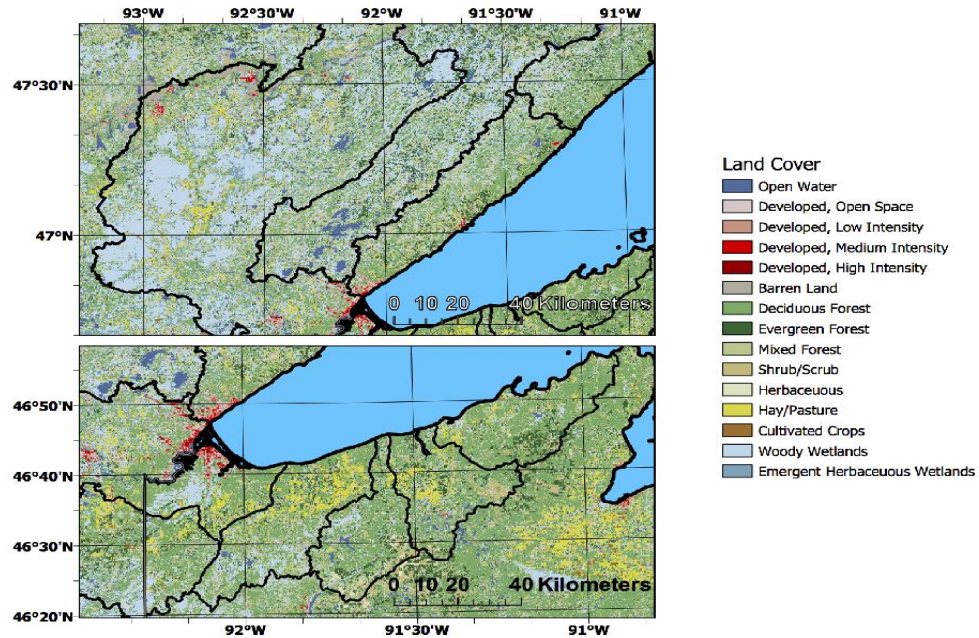 93°W 92°30'W 92°W 91°30'W 91°W
47°30'N
47°N
0 10 20 40 Kilometers
46°50'N
46°40'N
46°30'N
46°20'N
0 10 20 40 Kilometers
92°W 91°30'W 91°W
Land Cover
Open Water
Developed, Open Space
Developed, Low Intensity
Developed, Medium Intensity
Developed, High Intensity
Barren Land
Deciduous Forest
Evergreen Forest
Mixed Forest
Shrub/Scrub
Herbaceuous
Hay/Pasture
Cultivated Crops
Woody Wetlands
Emergent Herbaceuous Wetlands